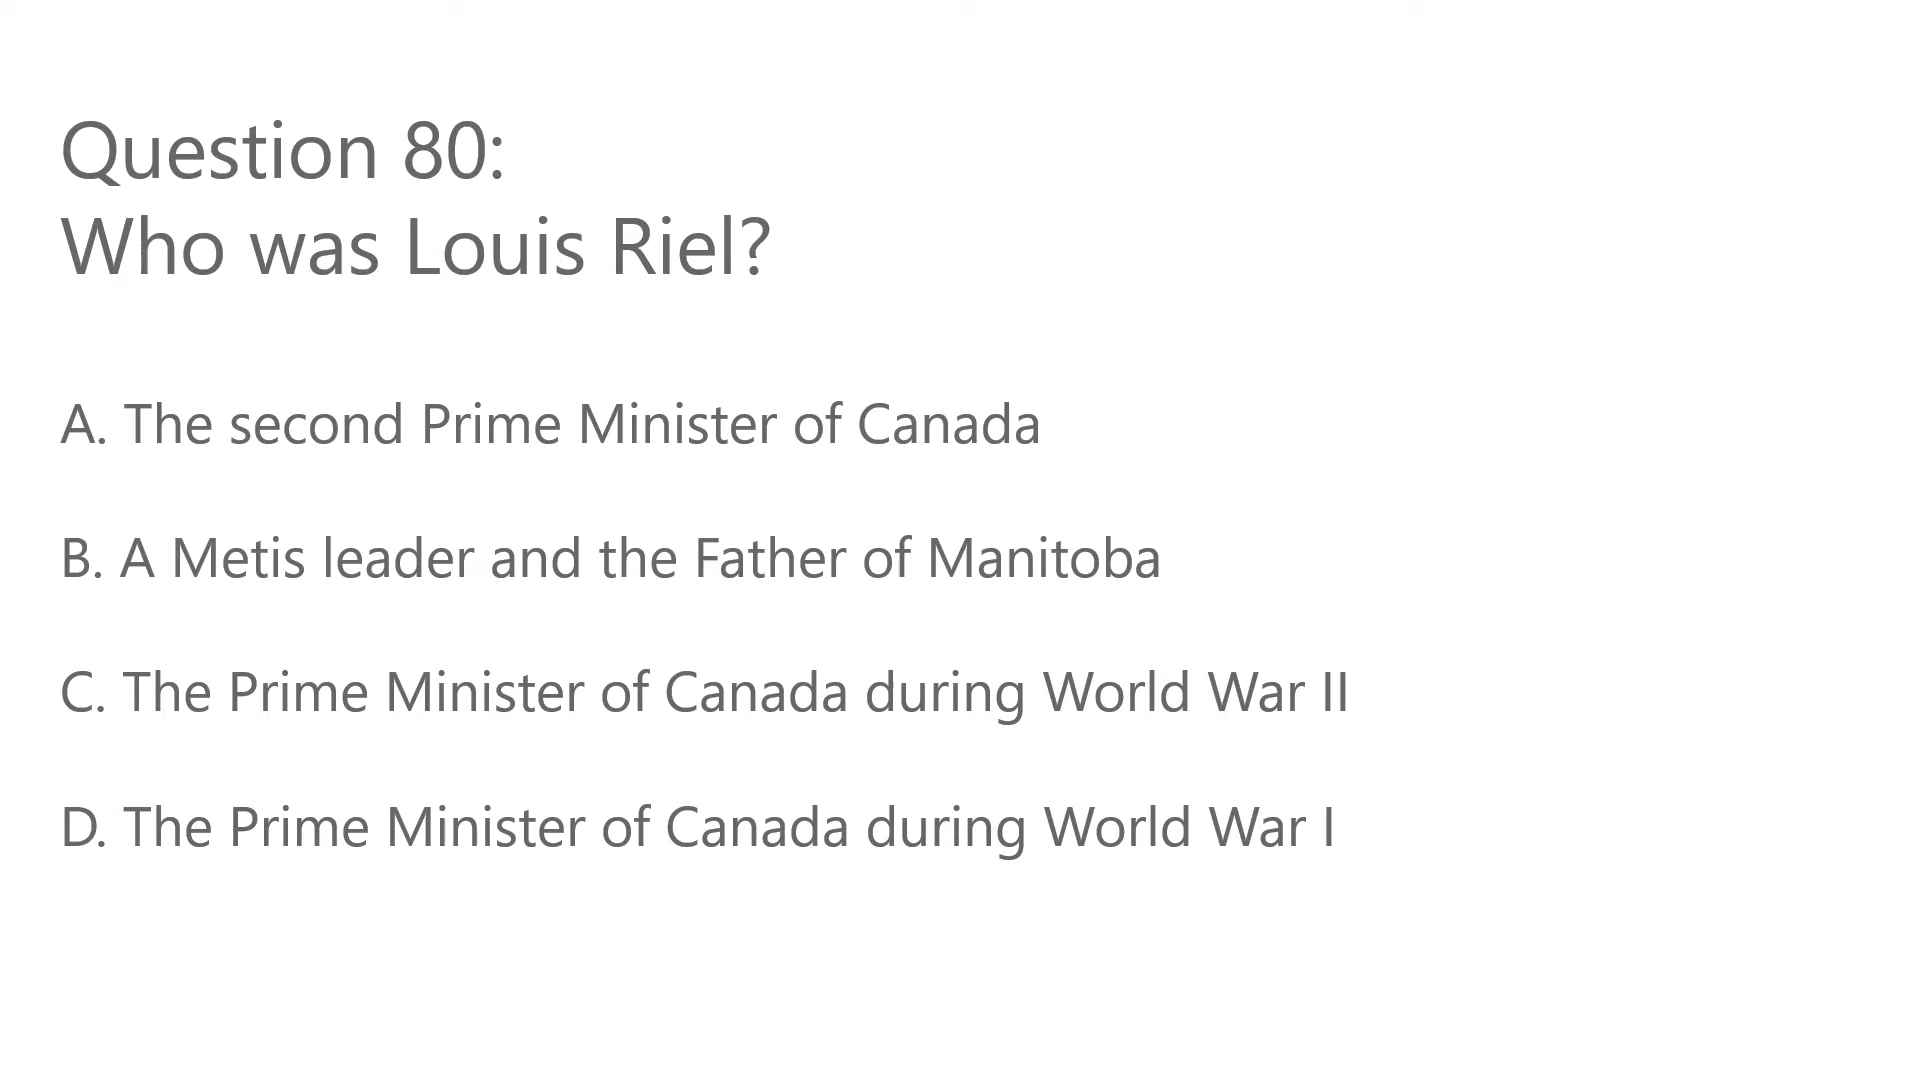 Question 80:
Who was Louis Riel?
A. The second Prime Minister of Canada
B. A Metis leader and the Father of Manitoba
C. The Prime Minister of Canada during World War II
D. The Prime Minister of Canada during World War I